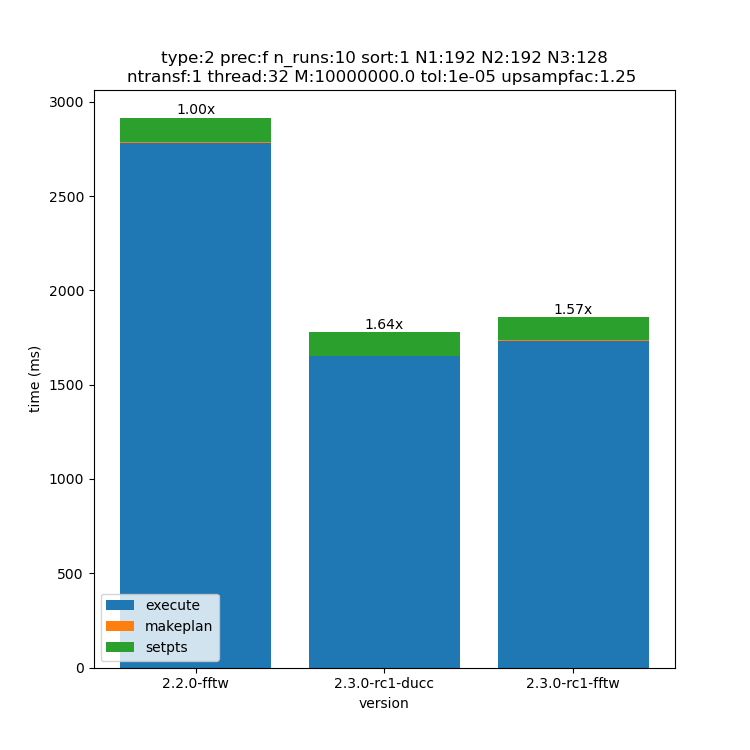 type:2 prec:f n_runs:10 sort:1 N1:192 N2:192 N3:128
ntransf:1 thread:32 M:10000000.0 tol:1e-05 upsampfac:1.25
3000
2500
2000
1500
1000
500
0
time (ms)
1.00x
1.64x
1.57x
execute
makeplan
setpts
2.2.0-fftw
2.3.0-rc1-ducc
2.3.0-rc1-fftw
version